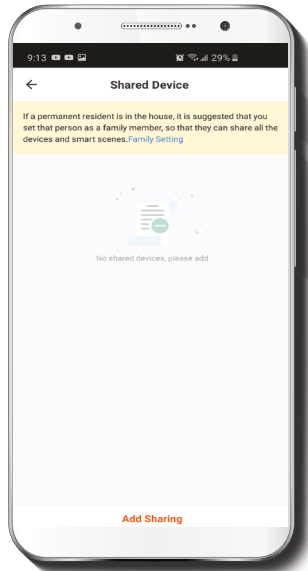 9:13 29%
Shared Device
If a permanent resident is in the house, it is suggested that you
set that person as a family member, so that they can share all the
devices and smart scenes.Family Setting
No shared devices, please add
Add Sharing